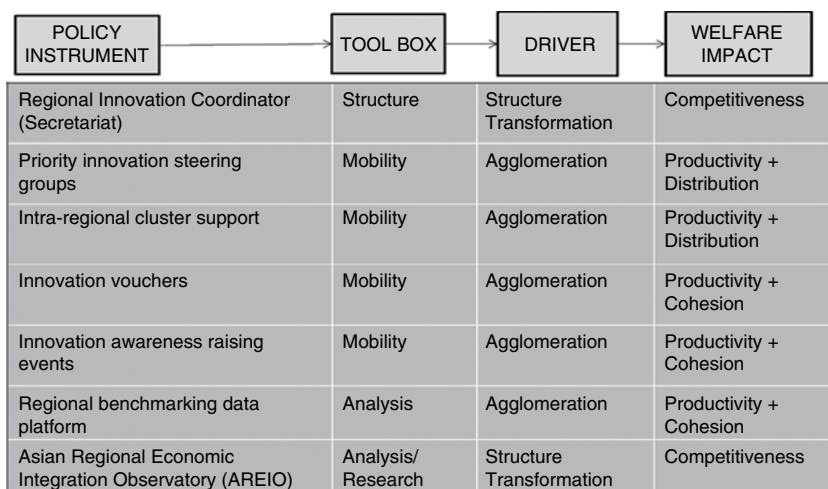 POLICY
INSTRUMENT
TOOL BOX
DRIVER
WELFARE
IMPACT
Regional Innovation Coordinator
(Secretariat)
Structure
Structure
Transformation
Competitiveness
Priority innovation steering
groups
Mobility
Agglomeration
Productivity +
Distribution
Intra-regional cluster support
Mobility
Agglomeration
Productivity +
Distribution
Innovation vouchers
Mobility
Agglomeration
Productivity +
Cohesion
Innovation awareness raising
events
Mobility
Agglomeration
Productivity +
Cohesion
Regional benchmarking data
platform
Analysis
Agglomeration
Productivity +
Cohesion
Asian Regional Economic
Integration Observatory (AREIO)
Analysis/
Research
Structure
Transformation
Competitiveness